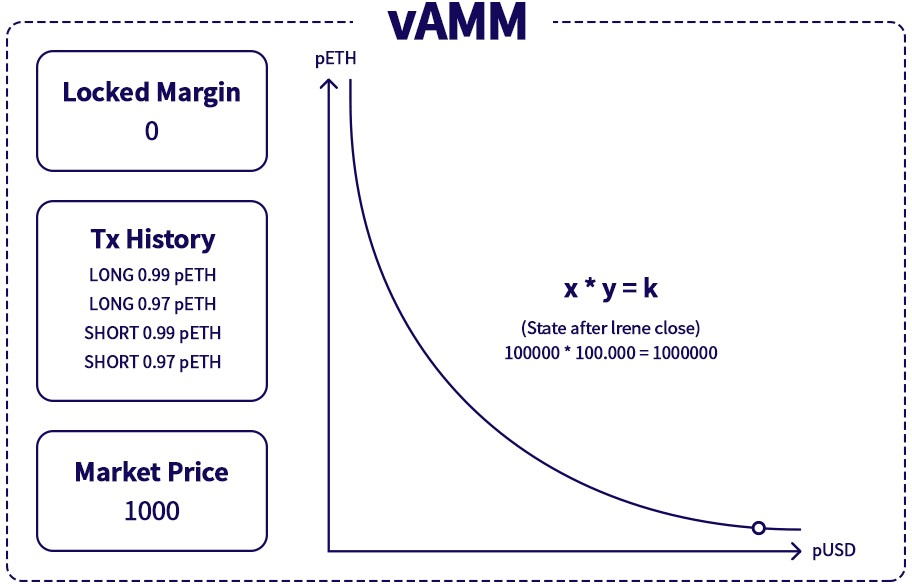 vAMM
Locked Margin
0
Tx History
LONG 0.99 pETH
LONG 0.97 pETH
SHORT 0.99 pETH
SHORT 0.97 pETH
Market Price
1000
pETH
x * y = k
(State after lrene close)
100000 * 100.000 = 1000000
pUSD